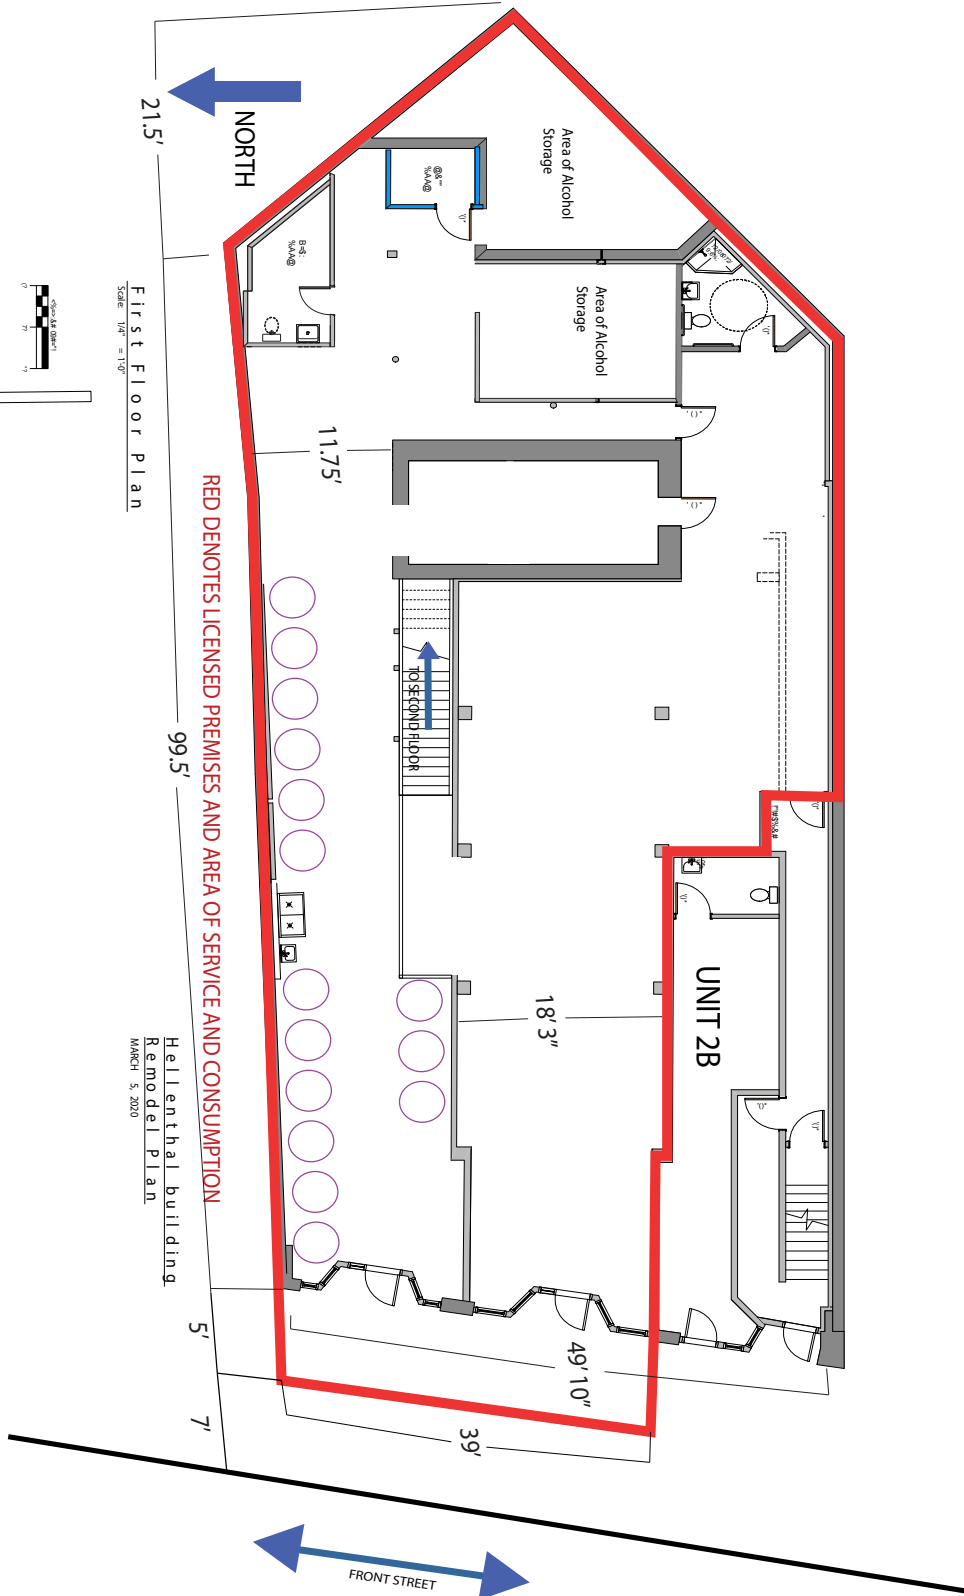 NORTH
21.5'
Area of Alcohol
Storage
Area of Alcohol
Storage
First Floor Plan
Scale: 1/4" = 1'-0"
11.75'
RED DENOTES LICENSED PREMISES AND AREA OF SERVICE AND CONSUMPTION
99.5'
TO SECOND FLOOR
UNIT 2B
18' 3"
Hellenthal building
Remodel Plan
MARCH 5, 2020
5'
7'
49' 10"
39'
FRONT STREET